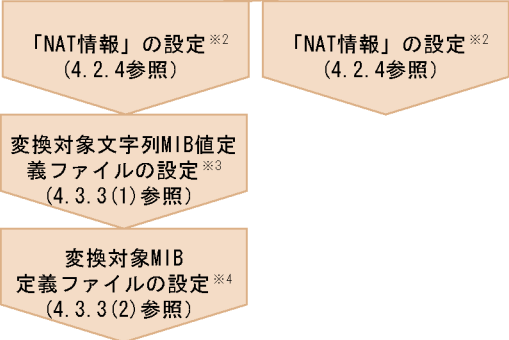 「NAT情報」の設定※2
(4.2.4参照)
「NAT情報」の設定※2
(4.2.4参照)
変換対象文字列MIB値定
義ファイルの設定※3
(4.3.3(1)参照)
変換対象MIB
定義ファイルの設定※4
(4.3.3(2)参照)